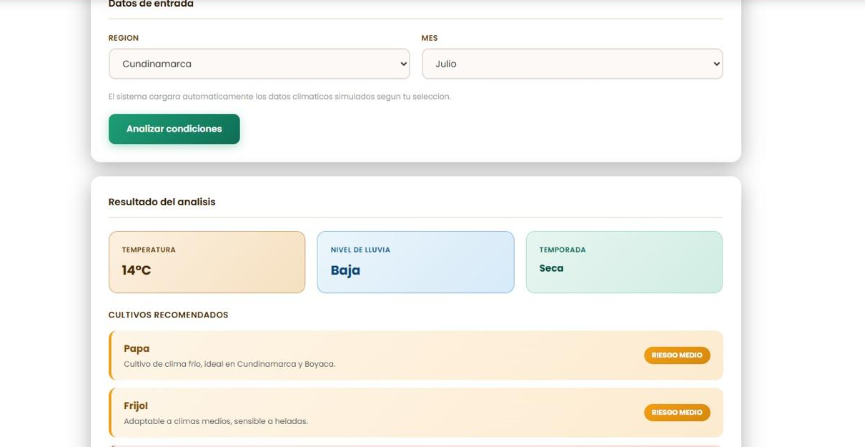 Datos de entrada
REGION
MES
Cundinamarca
Julio
El sistema cargara automaticamente los datos climaticos simulados segun tu seleccion.
Analizar condiciones
Resultado del analisis
TEMPERATURA
14°C
NIVEL DE LLUVIA
Baja
TEMPORADA
Seca
CULTIVOS RECOMENDADOS
Papa
Cultivo de clima frio, ideal en Cundinamarca y Boyaca.
RIESGO MEDIO
Frijol
Adaptable a climas medios, sensible a heladas.
RIESGO MEDIO